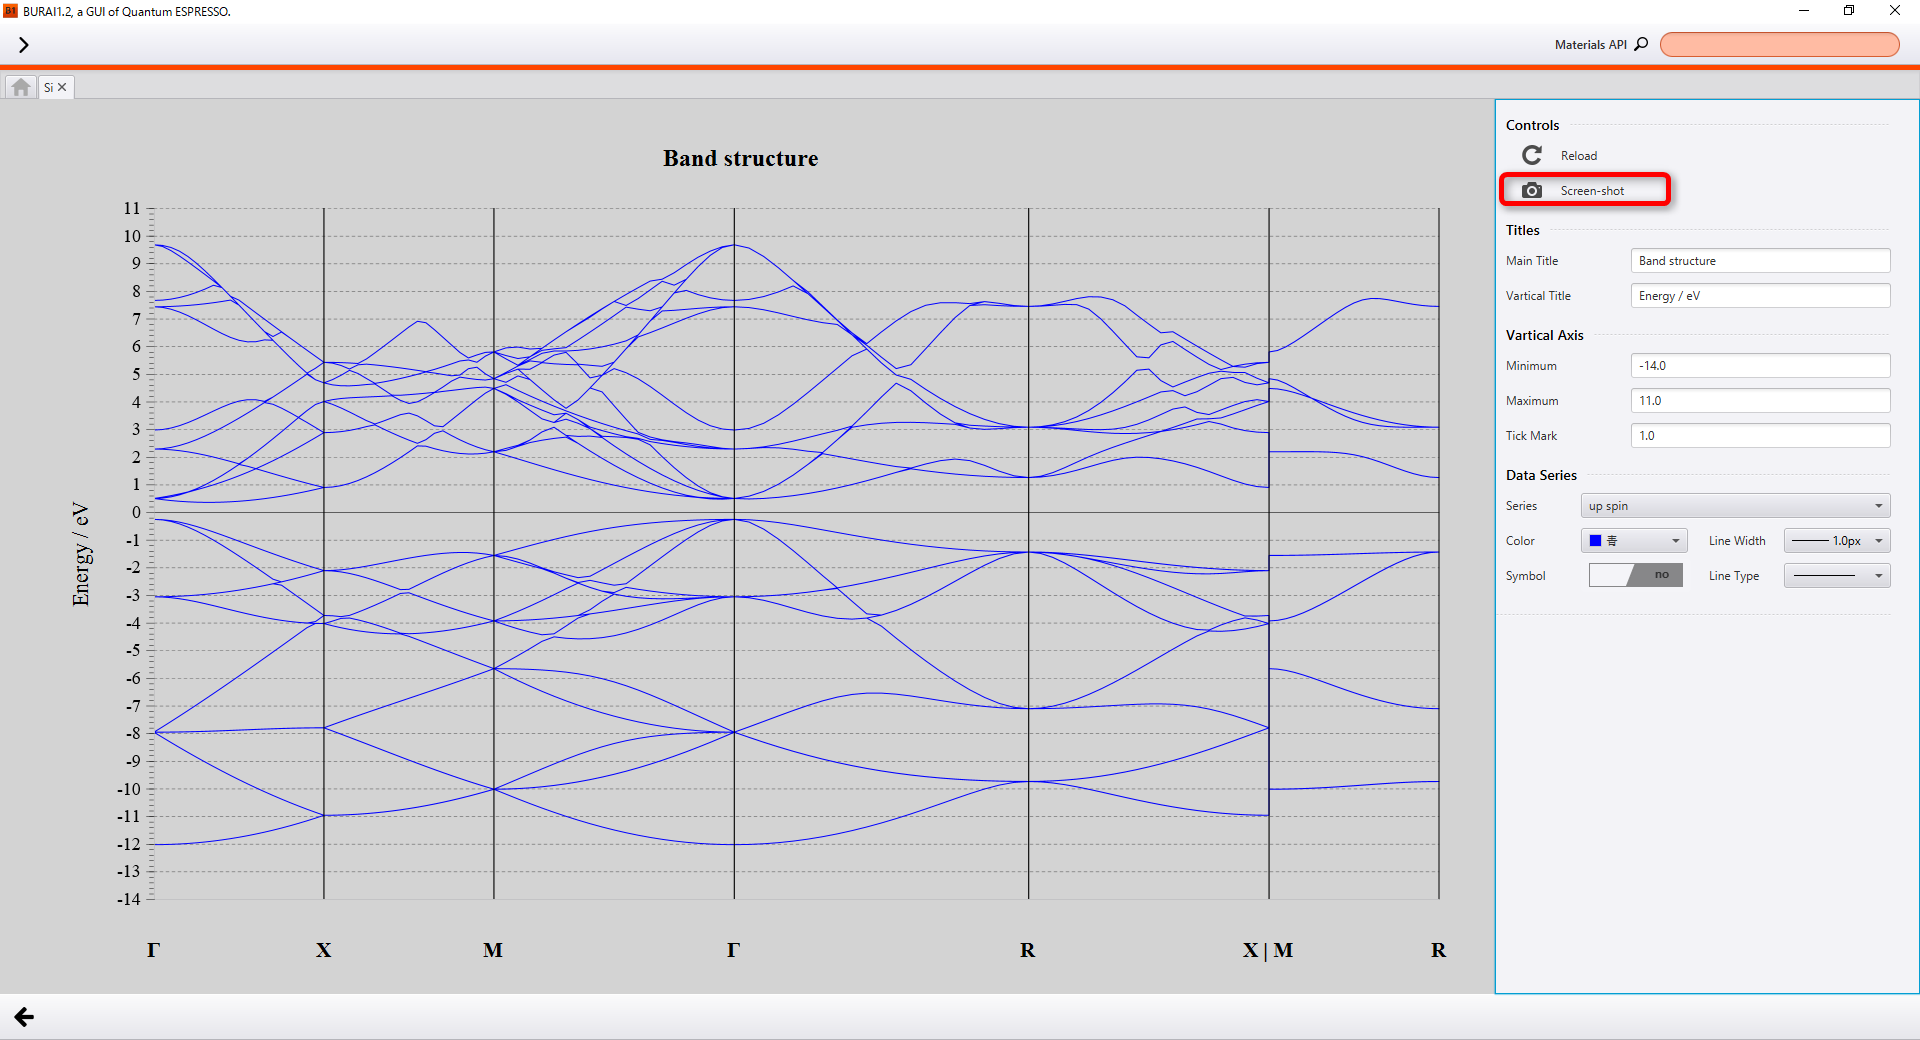 BURAI1.2, a GUI of Quantum ESPRESSO.
Materials API
Si
Band structure
11
10
9
8
7
6
5
4
3
2
1
0
-1
-2
-3
-4
-5
-6
-7
-8
-9
-10
-11
-12
-13
-14
Energy / eV
Γ X M Γ R X | M R
Controls
Reload
Screen-shot
Titles
Main Title Band structure
Vartical Title Energy / eV
Vartical Axis
Minimum -14.0
Maximum 11.0
Tick Mark 1.0
Data Series
Series up spin
Color 青 Line Width 1.0px
Symbol no Line Type